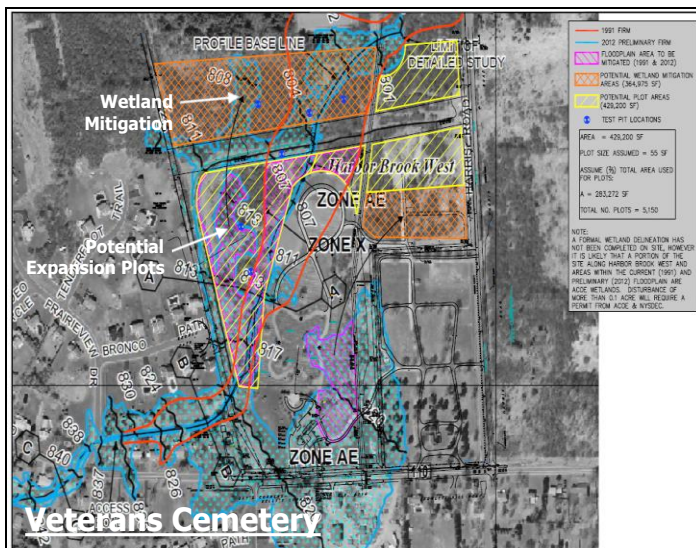 PROFILE BASE LINE
LIMIT OF
DETAILED STUDY
808
804
801
811
Wetland
Mitigation
Harbor Brook West
807
ZONE AE
807
ZONE X
813
811
Potential
Expansion Plots
813
A
A
TENDERFOOT TRAIL
PRAIRIEVIEW
DR
BRONCO PATH
B
817
830
824
838
840
C
837
826
ZONE AE
B
ACCESS
PATH
Veterans Cemetery
1991 FIRM
2012 PRELIMINARY FIRM
FLOODPLAIN AREA TO BE
MITIGATED (1991 & 2012)
POTENTIAL WETLAND MITIGATION
AREAS (364,975 SF)
POTENTIAL PLOT AREAS
(429,200 SF)
TEST PIT LOCATIONS
AREA = 429,200 SF
PLOT SIZE ASSUMED = 55 SF
ASSUME (⅔) TOTAL AREA USED
FOR PLOTS:
A = 283,272 SF
TOTAL NO. PLOTS = 5,150
NOTE:
A FORMAL WETLAND DELINEATION HAS
NOT BEEN COMPLETED ON SITE, HOWEVER
IT IS LIKELY THAT A PORTION OF THE
SITE ALONG HARBOR BROOK WEST AND
AREAS WITHIN THE CURRENT (1991) AND
PRELIMINARY (2012) FLOODPLAIN ARE
ACOE WETLANDS. DISTURBANCE OF
MORE THAN 0.1 ACRE WILL REQUIRE A
PERMIT FROM ACOE & NYSDEC.